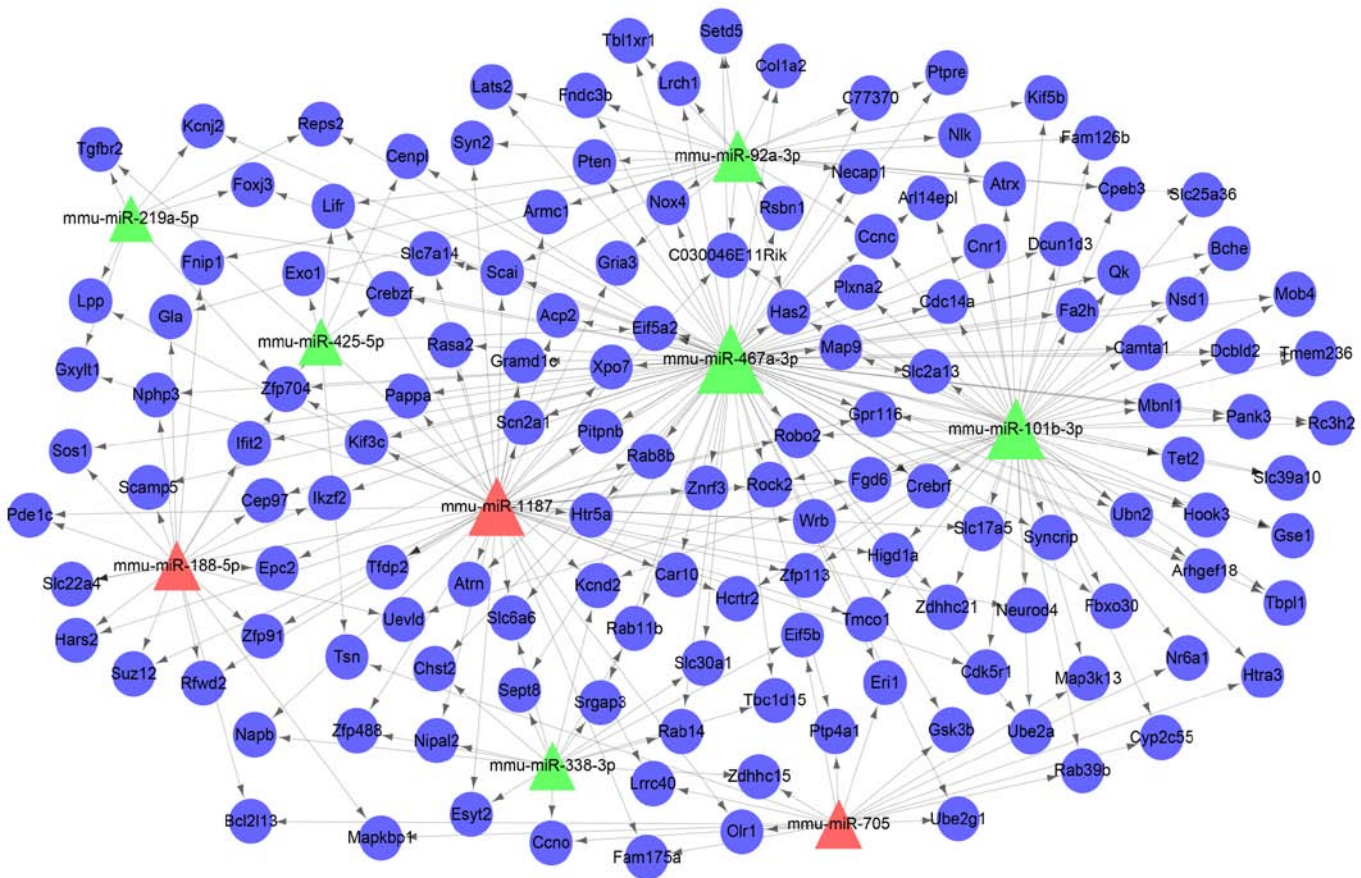 Setd5
Tbl1xr1
Col1a2
Lrch1
Ptpre
Lats2
Fndc3b
C77370
Kif5b
Kcnj2
Reps2
Tgfbr2
Syn2
Nlk
Fam126b
Cenpl
Pten
mmu-miR-92a-3p
Necap1
Foxj3
Atrx
Cpeb3
Slc25a36
Lifr
Nox4
Rsbn1
Arl14epl
mmu-miR-219a-5p
Armc1
Ccnc
Cnr1
Dcun1d3
Bche
Fnip1
Slc7a14
Scai
Gria3
C030046E11Rik
Exo1
Qk
Lpp
Crebzf
Plxna2
Cdc14a
Nsd1
Mob4
Gla
Acp2
Has2
Fa2h
Eif5a2
mmu-miR-425-5p
Rasa2
Map9
Camta1
Dcbld2
Tmem236
Gxylt1
Gramd1c
Xpo7
mmu-miR-467a-3p
Slc2a13
Nphp3
Zfp704
Pappa
Mbnl1
Pank3
Rc3h2
Scn2a1
Gpr116
mmu-miR-101b-3p
Sos1
Ifit2
Kif3c
Pitpnb
Robo2
Rab8b
Tet2
Scamp5
Cep97
Ikzf2
Znrf3
Rock2
Fgd6
Crebrf
Slc39a10
mmu-miR-1187
Pde1c
Htr5a
Wrb
Slc17a5
Syncrip
Ubn2
Hook3
Gse1
mmu-miR-188-5p
Epc2
Tfdp2
Higd1a
Slc22a4
Atrn
Kcnd2
Car10
Hcrtr2
Zfp113
Arhgef18
Hars2
Zfp91
Uevld
Slc6a6
Zdhhc21
Neurod4
Fbxo30
Tbpl1
Rab11b
Tmco1
Eif5b
Suz12
Rfwd2
Tsn
Chst2
Slc30a1
Cdk5r1
Nr6a1
Htra3
Sept8
Srgap3
Tbc1d15
Eri1
Map3k13
Napb
Zfp488
Nipal2
Rab14
Ptp4a1
Gsk3b
Ube2a
Cyp2c55
mmu-miR-338-3p
Lrrc40
Zdhhc15
Rab39b
Bcl2l13
Esyt2
Mapkbp1
Ccno
Olr1
mmu-miR-705
Ube2g1
Fam175a